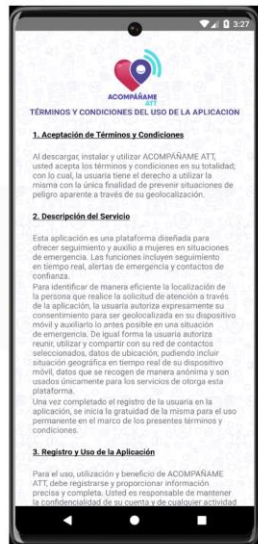 3:27
ACOMPÁÑAME
ATT
TÉRMINOS Y CONDICIONES DEL USO DE LA APLICACION
1. Aceptación de Términos y Condiciones
Al descargar, instalar y utilizar ACOMPÁÑAME ATT,
usted acepta los términos y condiciones en su totalidad;
con lo cual, la usuaria tiene el derecho a utilizar la
misma con la única finalidad de prevenir situaciones de
peligro aparente a través de su geolocalización.
2. Descripción del Servicio
Esta aplicación es una plataforma diseñada para
ofrecer seguimiento y auxilio a mujeres en situaciones
de emergencia. Las funciones incluyen seguimiento
en tiempo real, alertas de emergencia y contactos de
confianza.
Para identificar de manera eficiente la localización de
la persona que realice la solicitud de atención a través
de la aplicación, la usuaria autoriza expresamente su
consentimiento para ser geolocalizada en su dispositivo
móvil y auxiliarlo lo antes posible en una situación
de emergencia. De igual forma la usuaria autoriza
reunir, utilizar y compartir con su red de contactos
seleccionados, datos de ubicación, pudiendo incluir
situación geográfica en tiempo real de su dispositivo
móvil, datos que se recogen de manera anónima y son
usados únicamente para los servicios de otorga esta
plataforma.
Una vez completado el registro de la usuaria en la
aplicación, se inicia la gratuidad de la misma para el uso
permanente en el marco de los presentes términos y
condiciones.
3. Registro y Uso de la Aplicación
Para el uso, utilización y beneficio de ACOMPÁÑAME
ATT, debe registrarse y proporcionar información
precisa y completa. Usted es responsable de mantener
la confidencialidad de su cuenta y de cualquier actividad